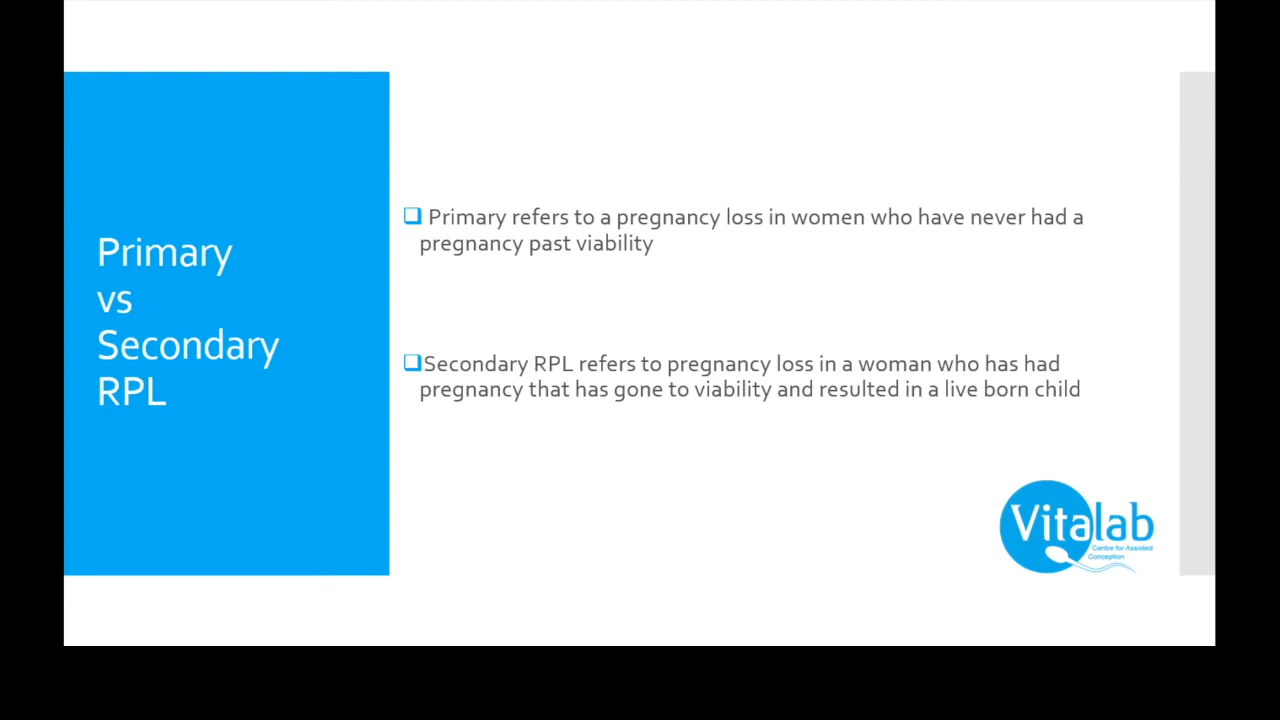 Primary
vs
Secondary
RPL
Primary refers to a pregnancy loss in women who have never had a
pregnancy past viability
Secondary RPL refers to pregnancy loss in a woman who has had
pregnancy that has gone to viability and resulted in a live born child
Vitalab
Centre for Assisted
Conception